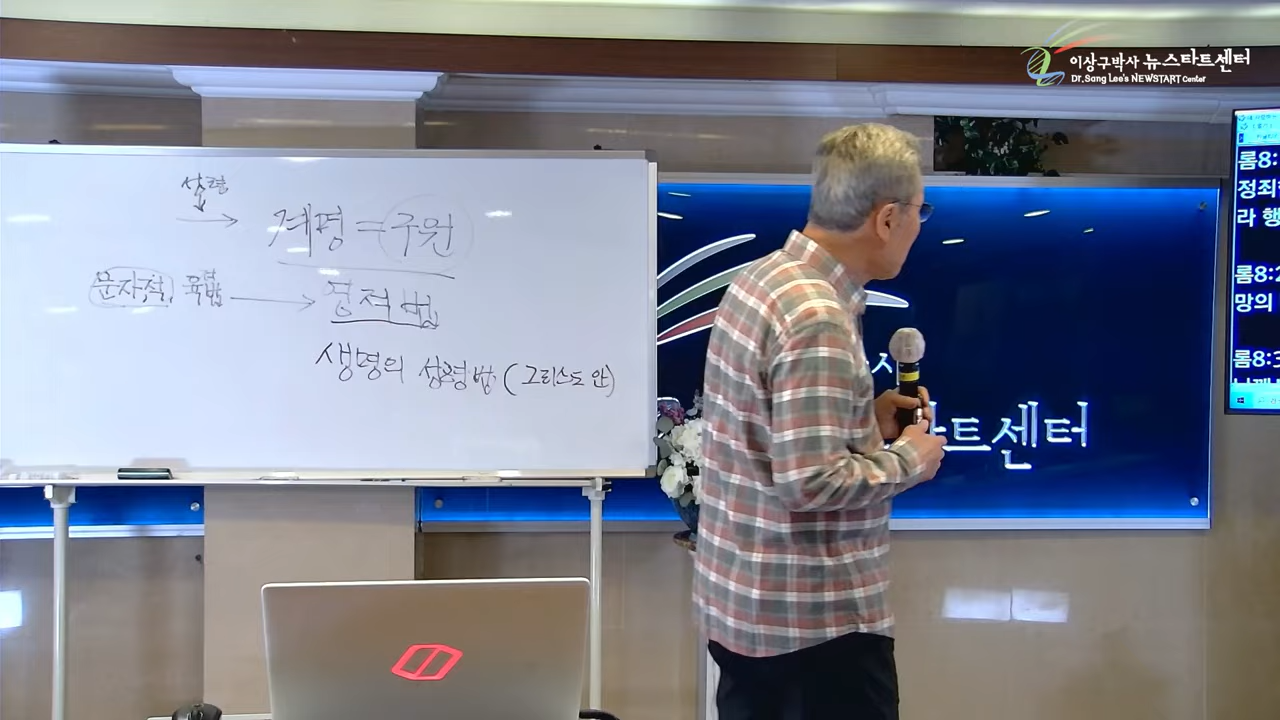 이상구박사 뉴스타트센터
Dr. Sang Lee's NEWSTART Center
성령
계명 = 구원
문자적, 육법
영적 법
생명의 성령법 (그리스도 안)
트센터
롬8:
정죄
라 행
롬8:2
망의
롬8:3